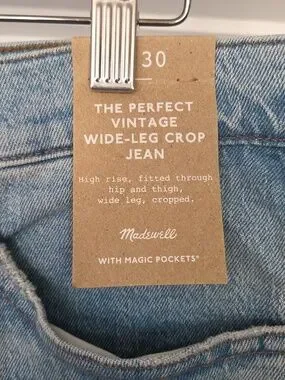 30
THE PERFECT
VINTAGE
WIDE-LEG CROP
JEAN
High rise, fitted through
hip and thigh,
wide leg, cropped.
Madewell
WITH MAGIC POCKETS®